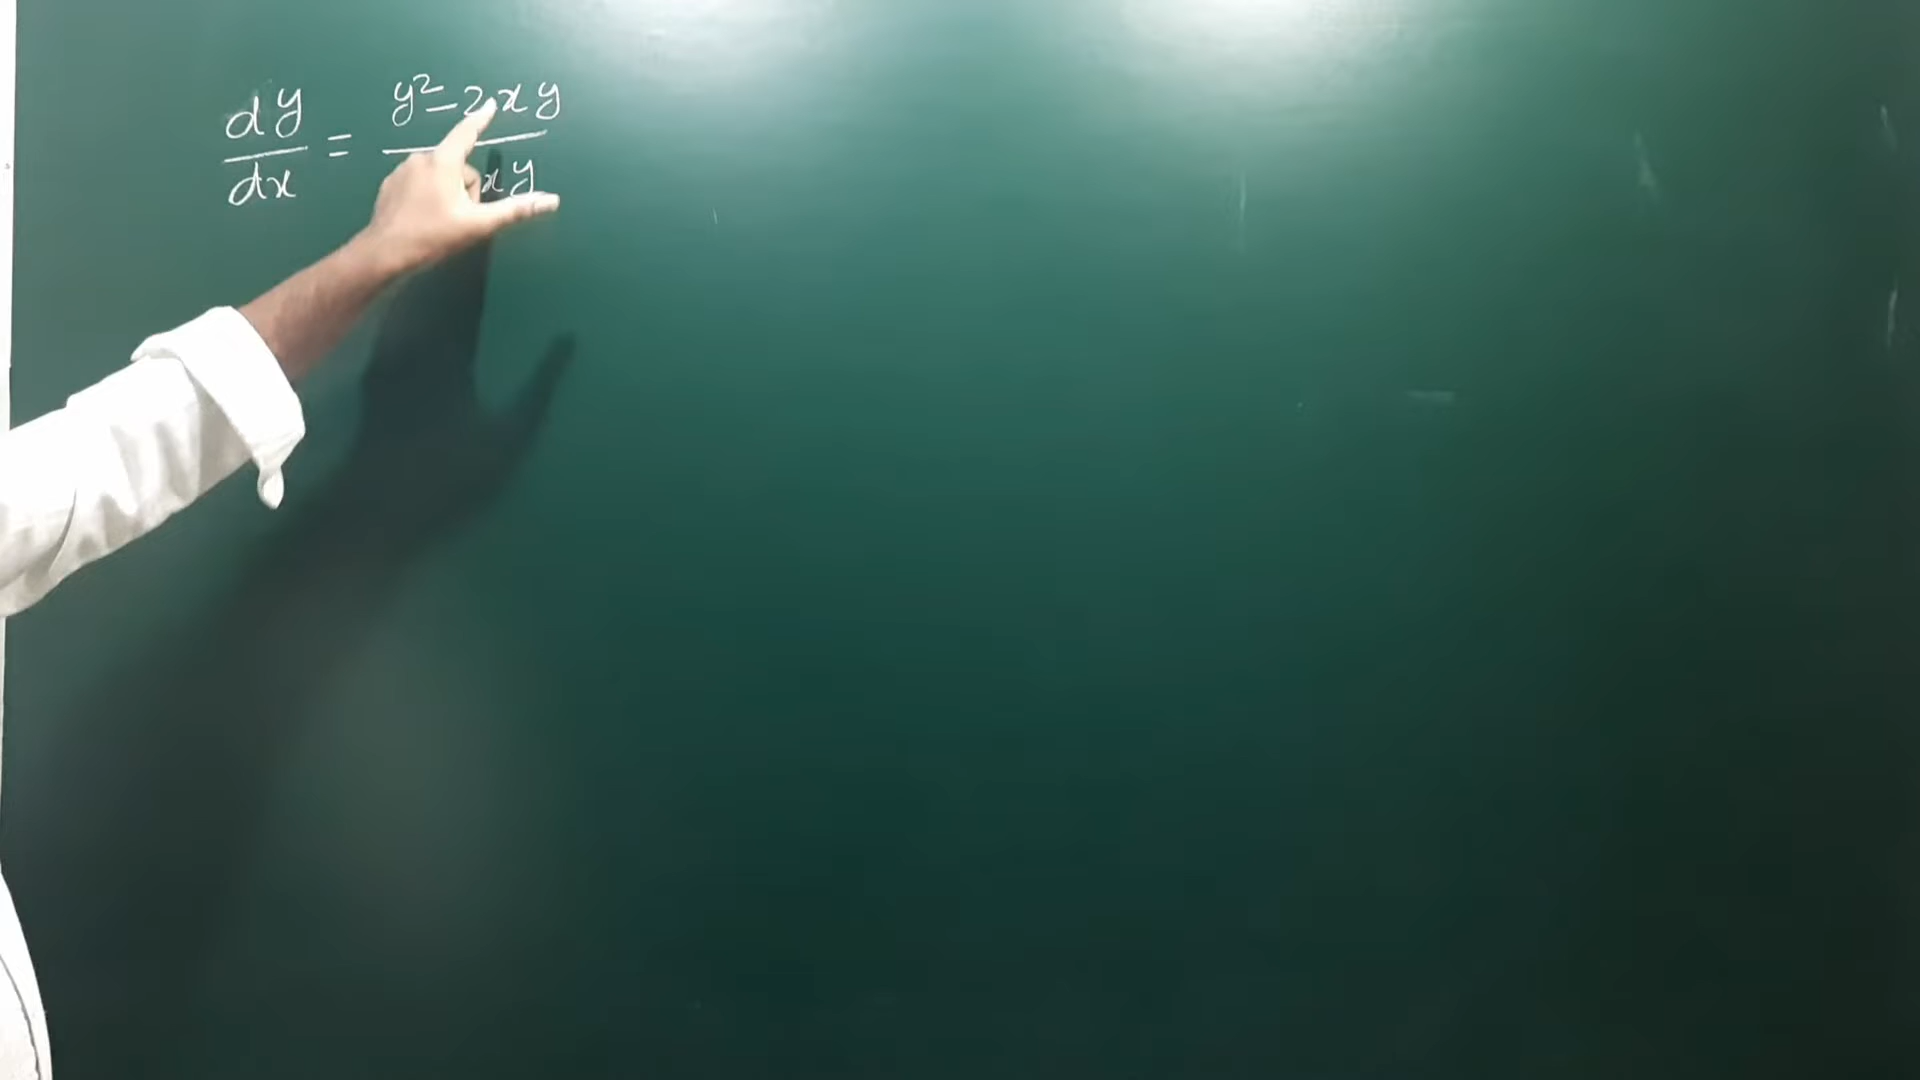 dy/dx = y² - 2xy / xy